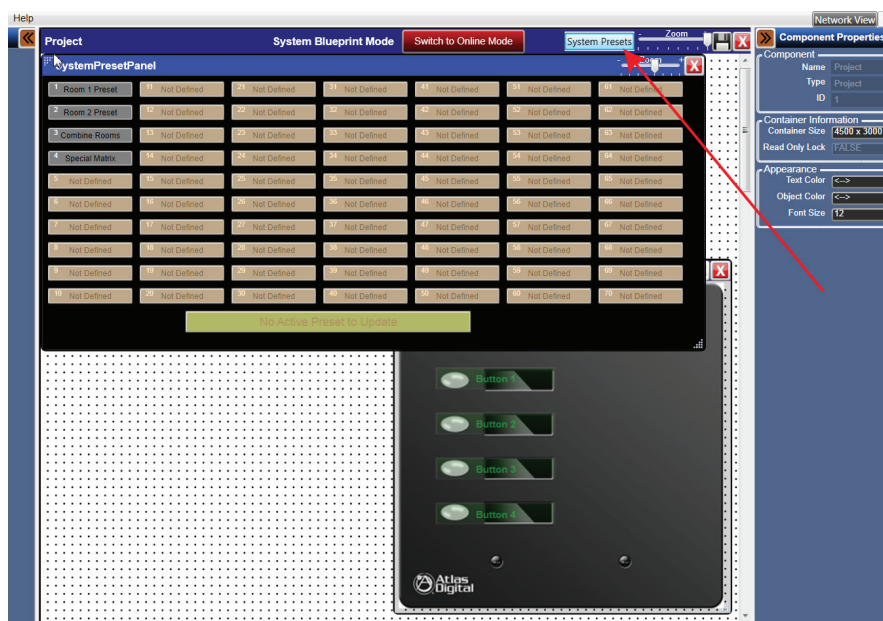 Help
Network View
Project
System Blueprint Mode
Switch to Online Mode
System Presets
- Zoom
X
Component Properties
SystemPresetPanel
- Zoom +
X
1 Room 1 Preset 11 Not Defined 21 Not Defined 31 Not Defined 41 Not Defined 51 Not Defined 61 Not Defined
2 Room 2 Preset 12 Not Defined 22 Not Defined 32 Not Defined 42 Not Defined 52 Not Defined 62 Not Defined
3 Combine Rooms 13 Not Defined 23 Not Defined 33 Not Defined 43 Not Defined 53 Not Defined 63 Not Defined
4 Special Matrix 14 Not Defined 24 Not Defined 34 Not Defined 44 Not Defined 54 Not Defined 64 Not Defined
5 Not Defined 15 Not Defined 25 Not Defined 35 Not Defined 45 Not Defined 55 Not Defined 65 Not Defined
6 Not Defined 16 Not Defined 26 Not Defined 36 Not Defined 46 Not Defined 56 Not Defined 66 Not Defined
7 Not Defined 17 Not Defined 27 Not Defined 37 Not Defined 47 Not Defined 57 Not Defined 67 Not Defined
8 Not Defined 18 Not Defined 28 Not Defined 38 Not Defined 48 Not Defined 58 Not Defined 68 Not Defined
9 Not Defined 19 Not Defined 29 Not Defined 39 Not Defined 49 Not Defined 59 Not Defined 69 Not Defined
10 Not Defined 20 Not Defined 30 Not Defined 40 Not Defined 50 Not Defined 60 Not Defined 70 Not Defined
No Active Preset to Update
Component
Name Project
Type Project
ID 1
Container Information
Container Size 4500 x 3000
Read Only Lock FALSE
Appearance
Text Color <-->
Object Color <-->
Font Size 12
X
Button 1
Button 2
Button 3
Button 4
Atlas
Digital